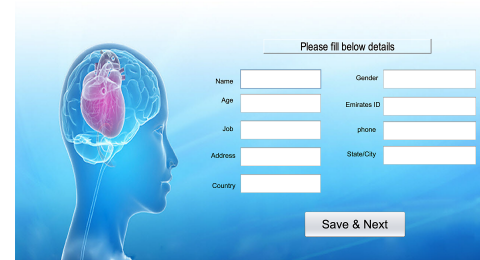 Please fill below details
Name
Gender
Age
Emirates ID
Job
phone
Address
State/City
Country
Save & Next